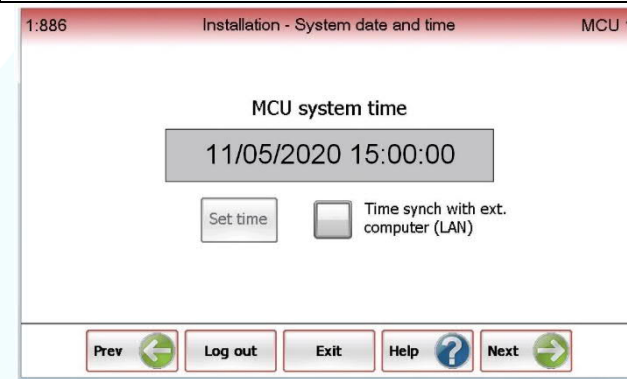 1:886 Installation - System date and time MCU
MCU system time
11/05/2020 15:00:00
Set time
Time synch with ext.
computer (LAN)
Prev Log out Exit Help Next